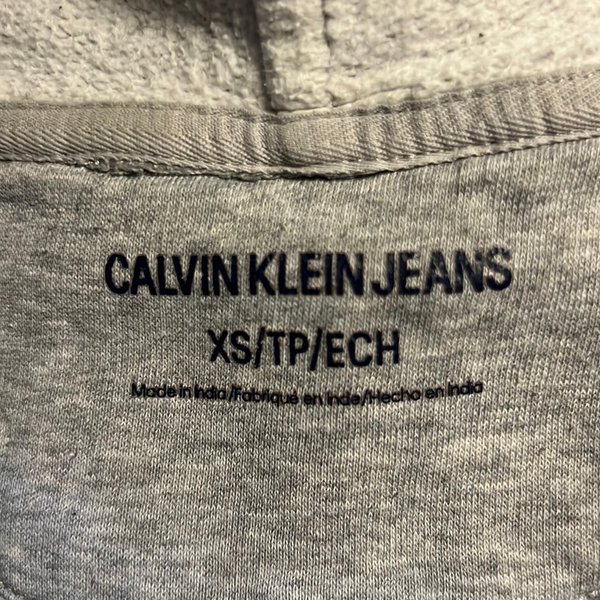 CALVIN KLEIN JEANS
XS/TP/ECH
Made in India/Fabriqué en Inde/Hecho en India